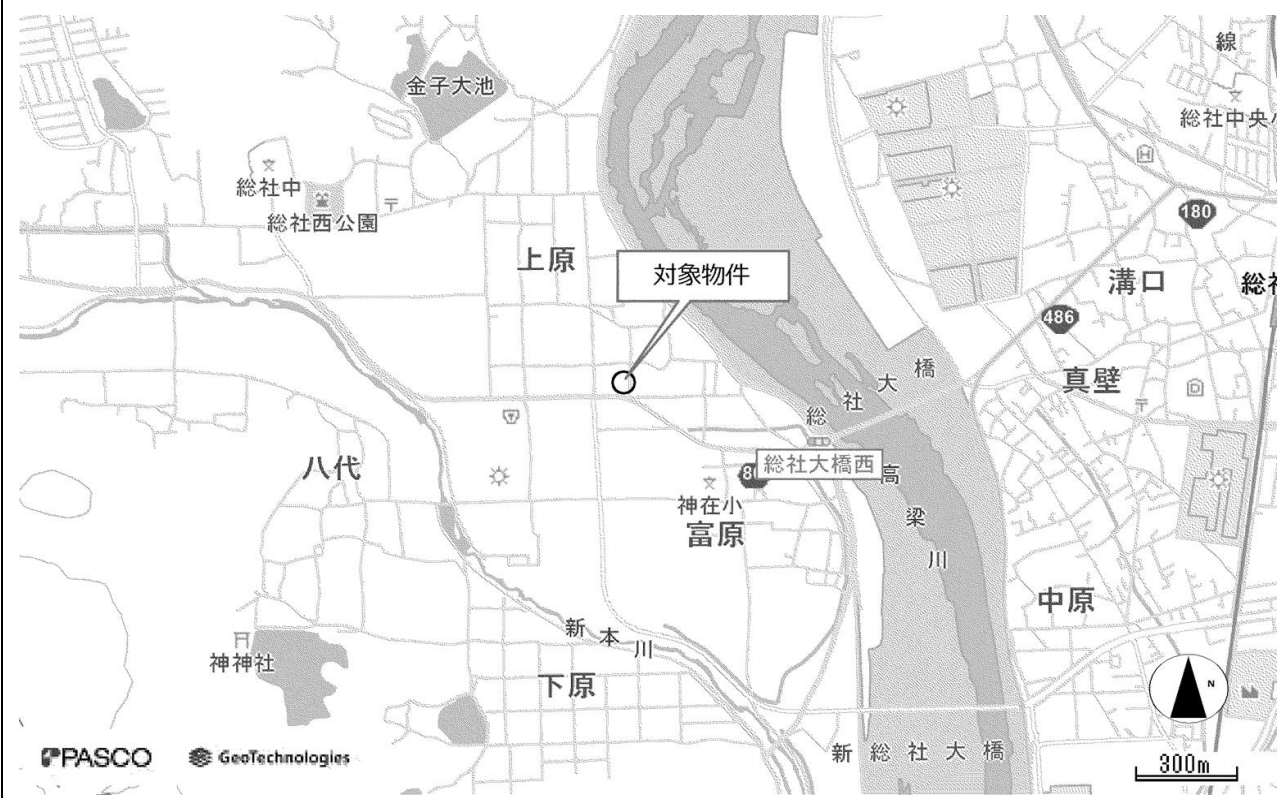 線
金子大池
総社中央小
総社中
総社西公園
180
上原
対象物件
溝口
総社
486
総社大橋
真壁
八代
総社大橋西
高梁川
神在小
富原
中原
新本川
神神社
下原
N
新総社大橋
PASCO
GeoTechnologies
300m